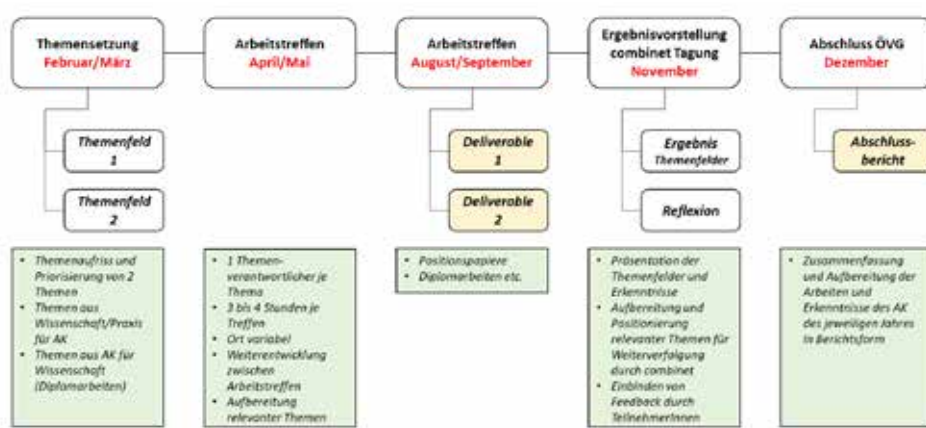 Themensetzung
Februar/März
Arbeitstreffen
April/Mai
Arbeitstreffen
August/September
Ergebnisvorstellung
combinet Tagung
November
Abschluss ÖVG
Dezember
Themenfeld
1
Themenfeld
2
Deliverable
1
Deliverable
2
Ergebnis
Themenfelder
Reflexion
Abschluss-
bericht
• Themenaufriss und
Priorisierung von 2
Themen
• Themen aus
Wissenschaft/Praxis
für AK
• Themen aus AK für
Wissenschaft
(Diplomarbeiten)
• 1 Themen-
verantwortlicher je
Thema
• 3 bis 4 Stunden je
Treffen
• Ort variabel
• Weiterentwicklung
zwischen
Arbeitstreffen
• Aufbereitung
relevanter Themen
• Positionspapiere
• Diplomarbeiten etc.
• Präsentation der
Themenfelder und
Erkenntnisse
• Aufbereitung und
Positionierung
relevanter Themen für
Weiterverfolgung
durch combinet
• Einbinden von
Feedback durch
TeilnehmerInnen
• Zusammenfassung
und Aufbereitung der
Arbeiten und
Erkenntnisse des AK
des jeweiligen Jahres
in Berichtsform